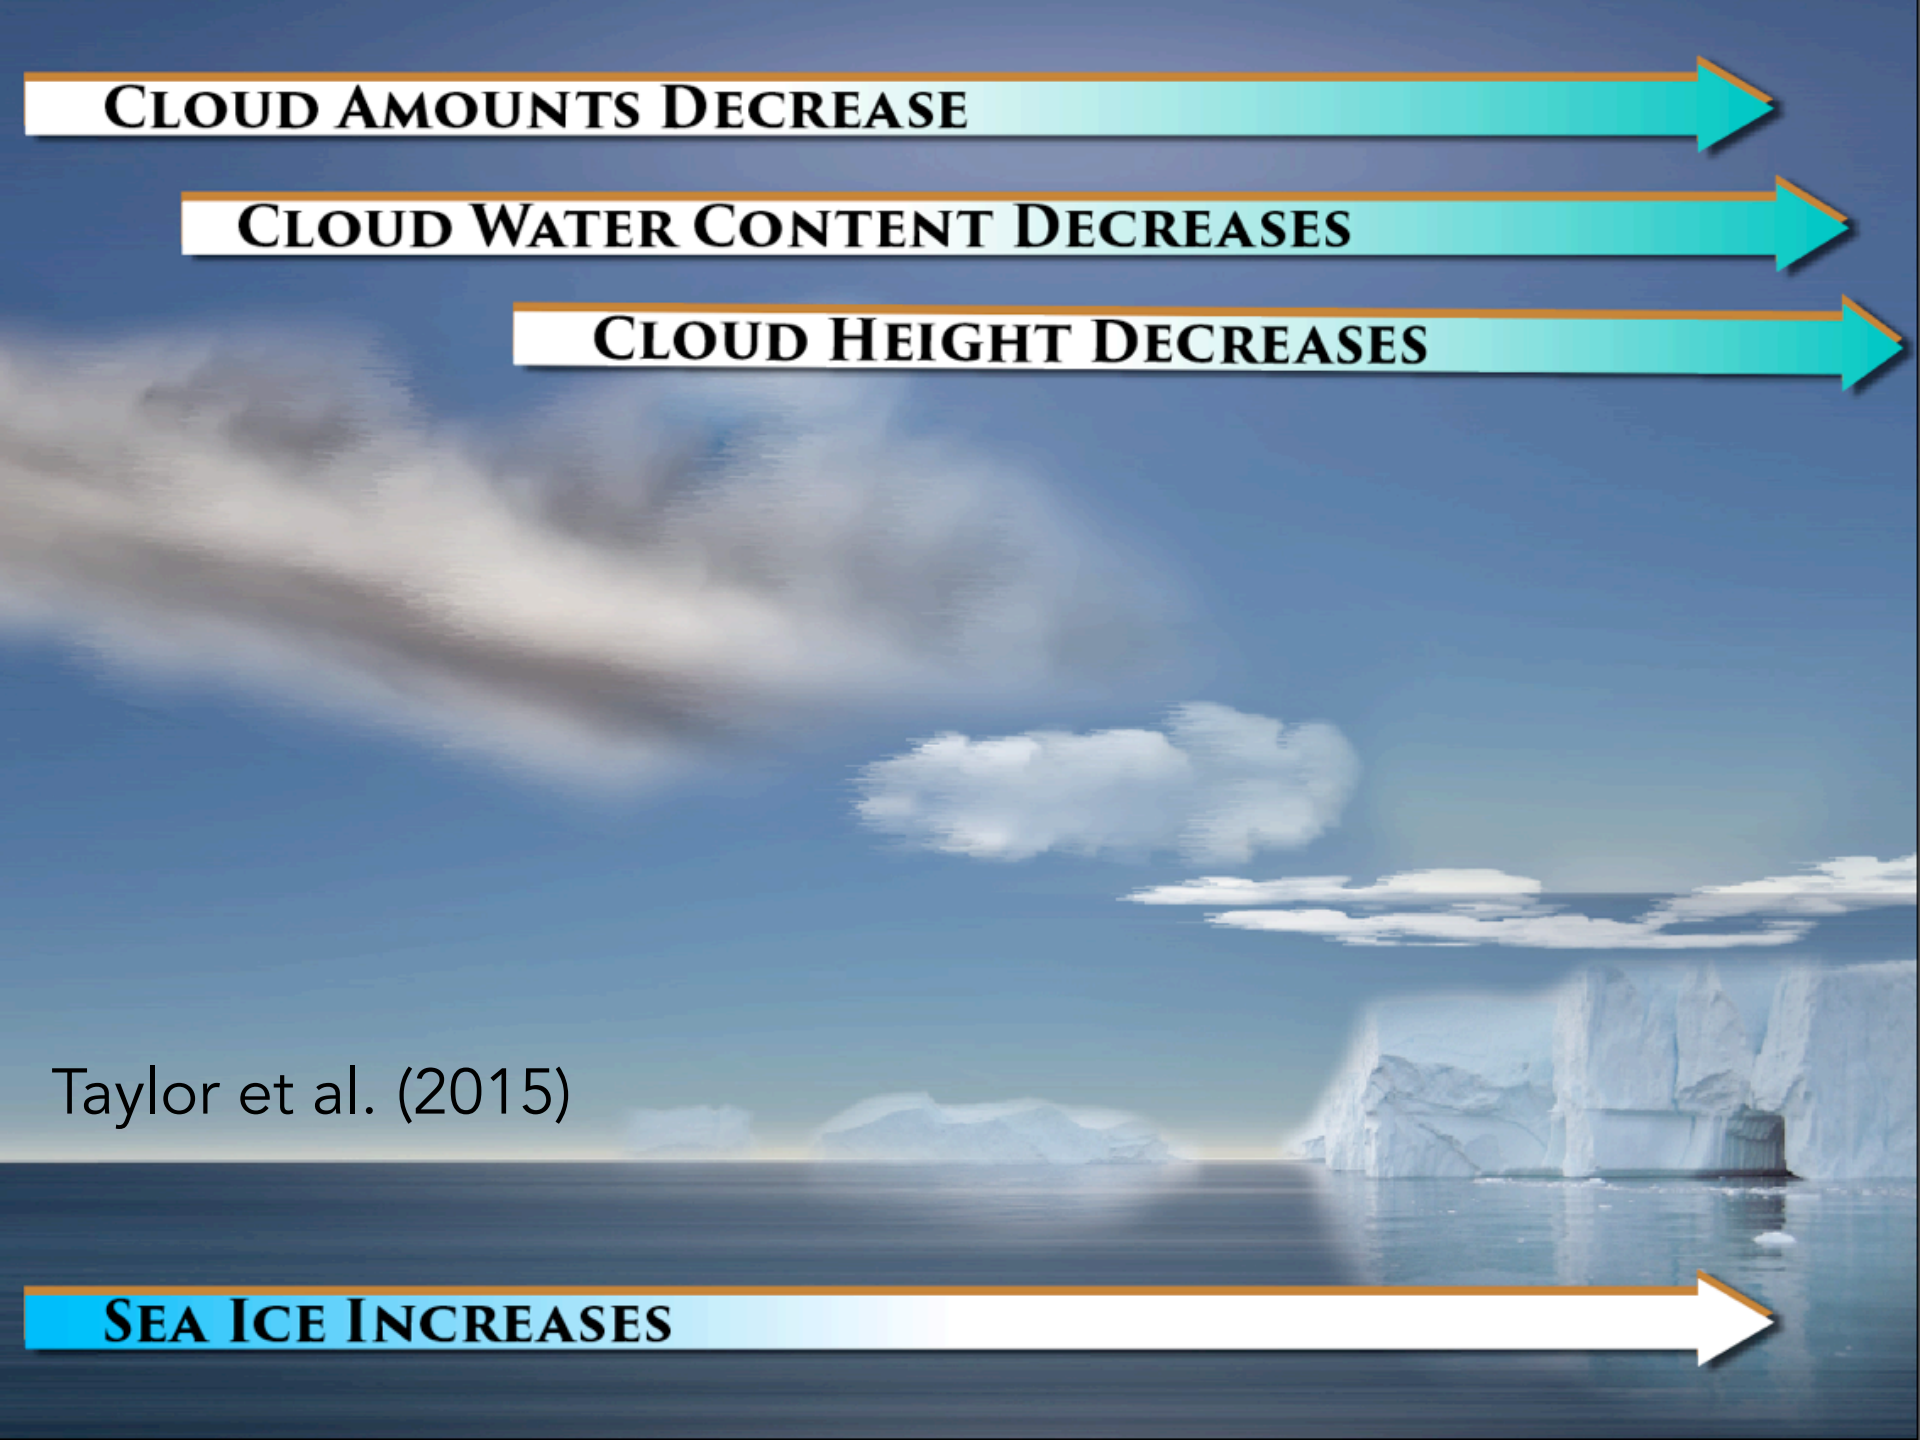 Cloud Amounts Decrease
Cloud Water Content Decreases
Cloud Height Decreases
Taylor et al. (2015)
Sea Ice Increases